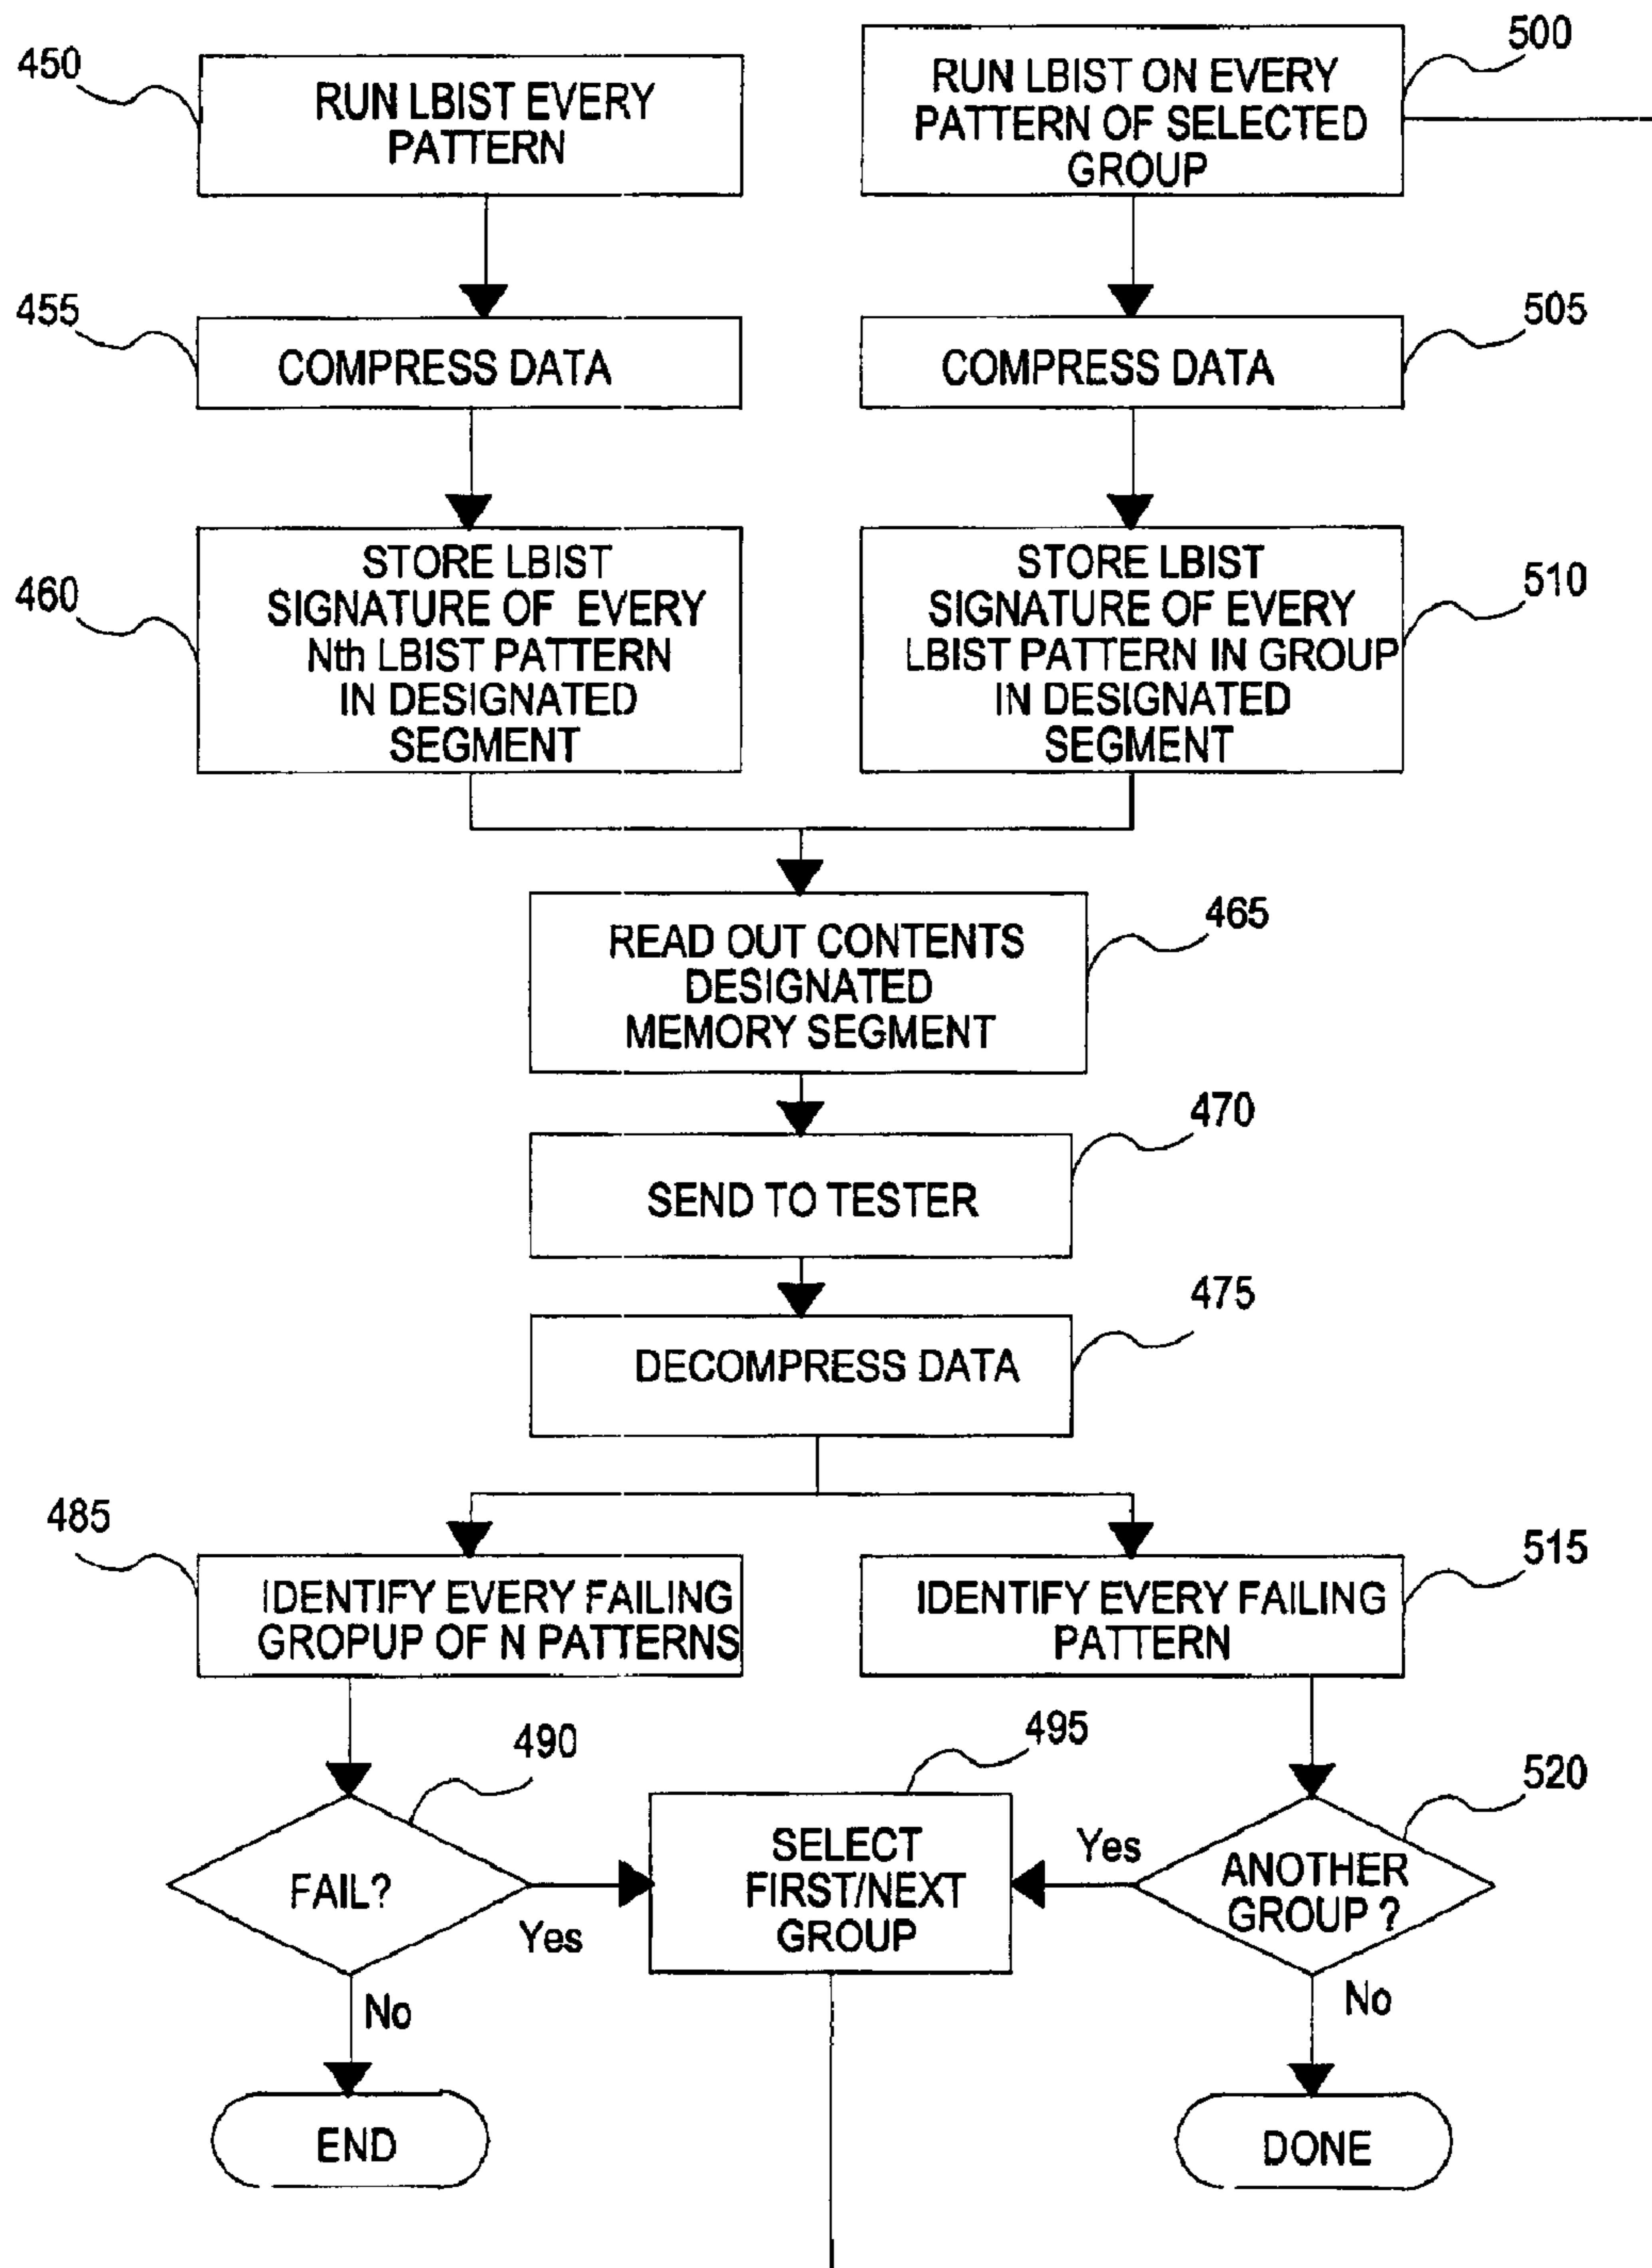 450
RUN LBIST EVERY
PATTERN
500
RUN LBIST ON EVERY
PATTERN OF SELECTED
GROUP
455
COMPRESS DATA
505
COMPRESS DATA
460
STORE LBIST
SIGNATURE OF EVERY
Nth LBIST PATTERN
IN DESIGNATED
SEGMENT
510
STORE LBIST
SIGNATURE OF EVERY
LBIST PATTERN IN GROUP
IN DESIGNATED
SEGMENT
465
READ OUT CONTENTS
DESIGNATED
MEMORY SEGMENT
470
SEND TO TESTER
475
DECOMPRESS DATA
485
IDENTIFY EVERY FAILING
GROPUP OF N PATTERNS
515
IDENTIFY EVERY FAILING
PATTERN
490
FAIL?
Yes
No
495
SELECT
FIRST/NEXT
GROUP
520
Yes
ANOTHER
GROUP ?
No
END
DONE